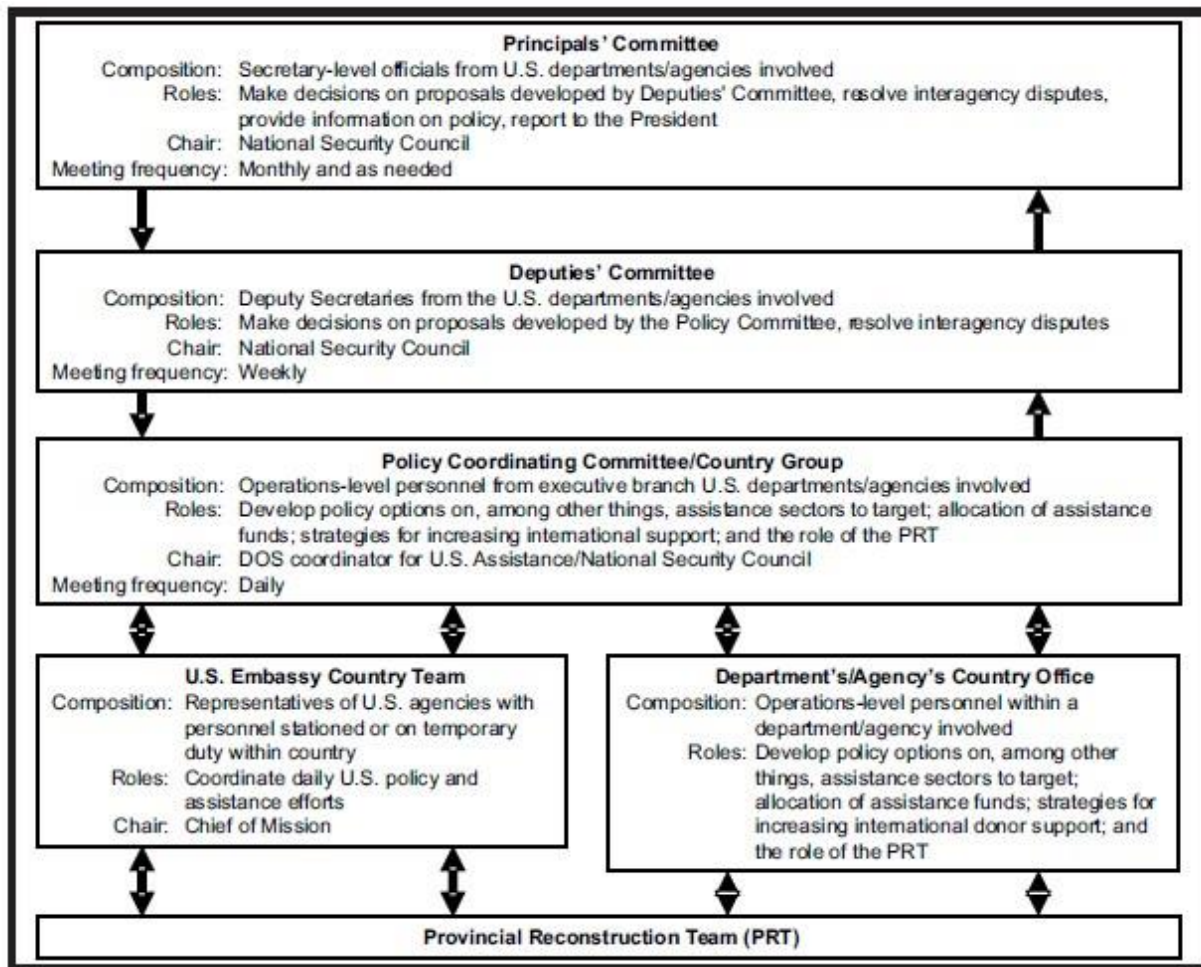 Principals' Committee
Composition: Secretary-level officials from U.S. departments/agencies involved
Roles: Make decisions on proposals developed by Deputies' Committee, resolve interagency disputes,
provide information on policy, report to the President
Chair: National Security Council
Meeting frequency: Monthly and as needed
Deputies' Committee
Composition: Deputy Secretaries from the U.S. departments/agencies involved
Roles: Make decisions on proposals developed by the Policy Committee, resolve interagency disputes
Chair: National Security Council
Meeting frequency: Weekly
Policy Coordinating Committee/Country Group
Composition: Operations-level personnel from executive branch U.S. departments/agencies involved
Roles: Develop policy options on, among other things, assistance sectors to target; allocation of assistance
funds; strategies for increasing international support; and the role of the PRT
Chair: DOS coordinator for U.S. Assistance/National Security Council
Meeting frequency: Daily
U.S. Embassy Country Team
Composition: Representatives of U.S. agencies with
personnel stationed or on temporary
duty within country
Roles: Coordinate daily U.S. policy and
assistance efforts
Chair: Chief of Mission
Department's/Agency's Country Office
Composition: Operations-level personnel within a
department/agency involved
Roles: Develop policy options on, among other
things, assistance sectors to target;
allocation of assistance funds; strategies for
increasing international donor support; and
the role of the PRT
Provincial Reconstruction Team (PRT)